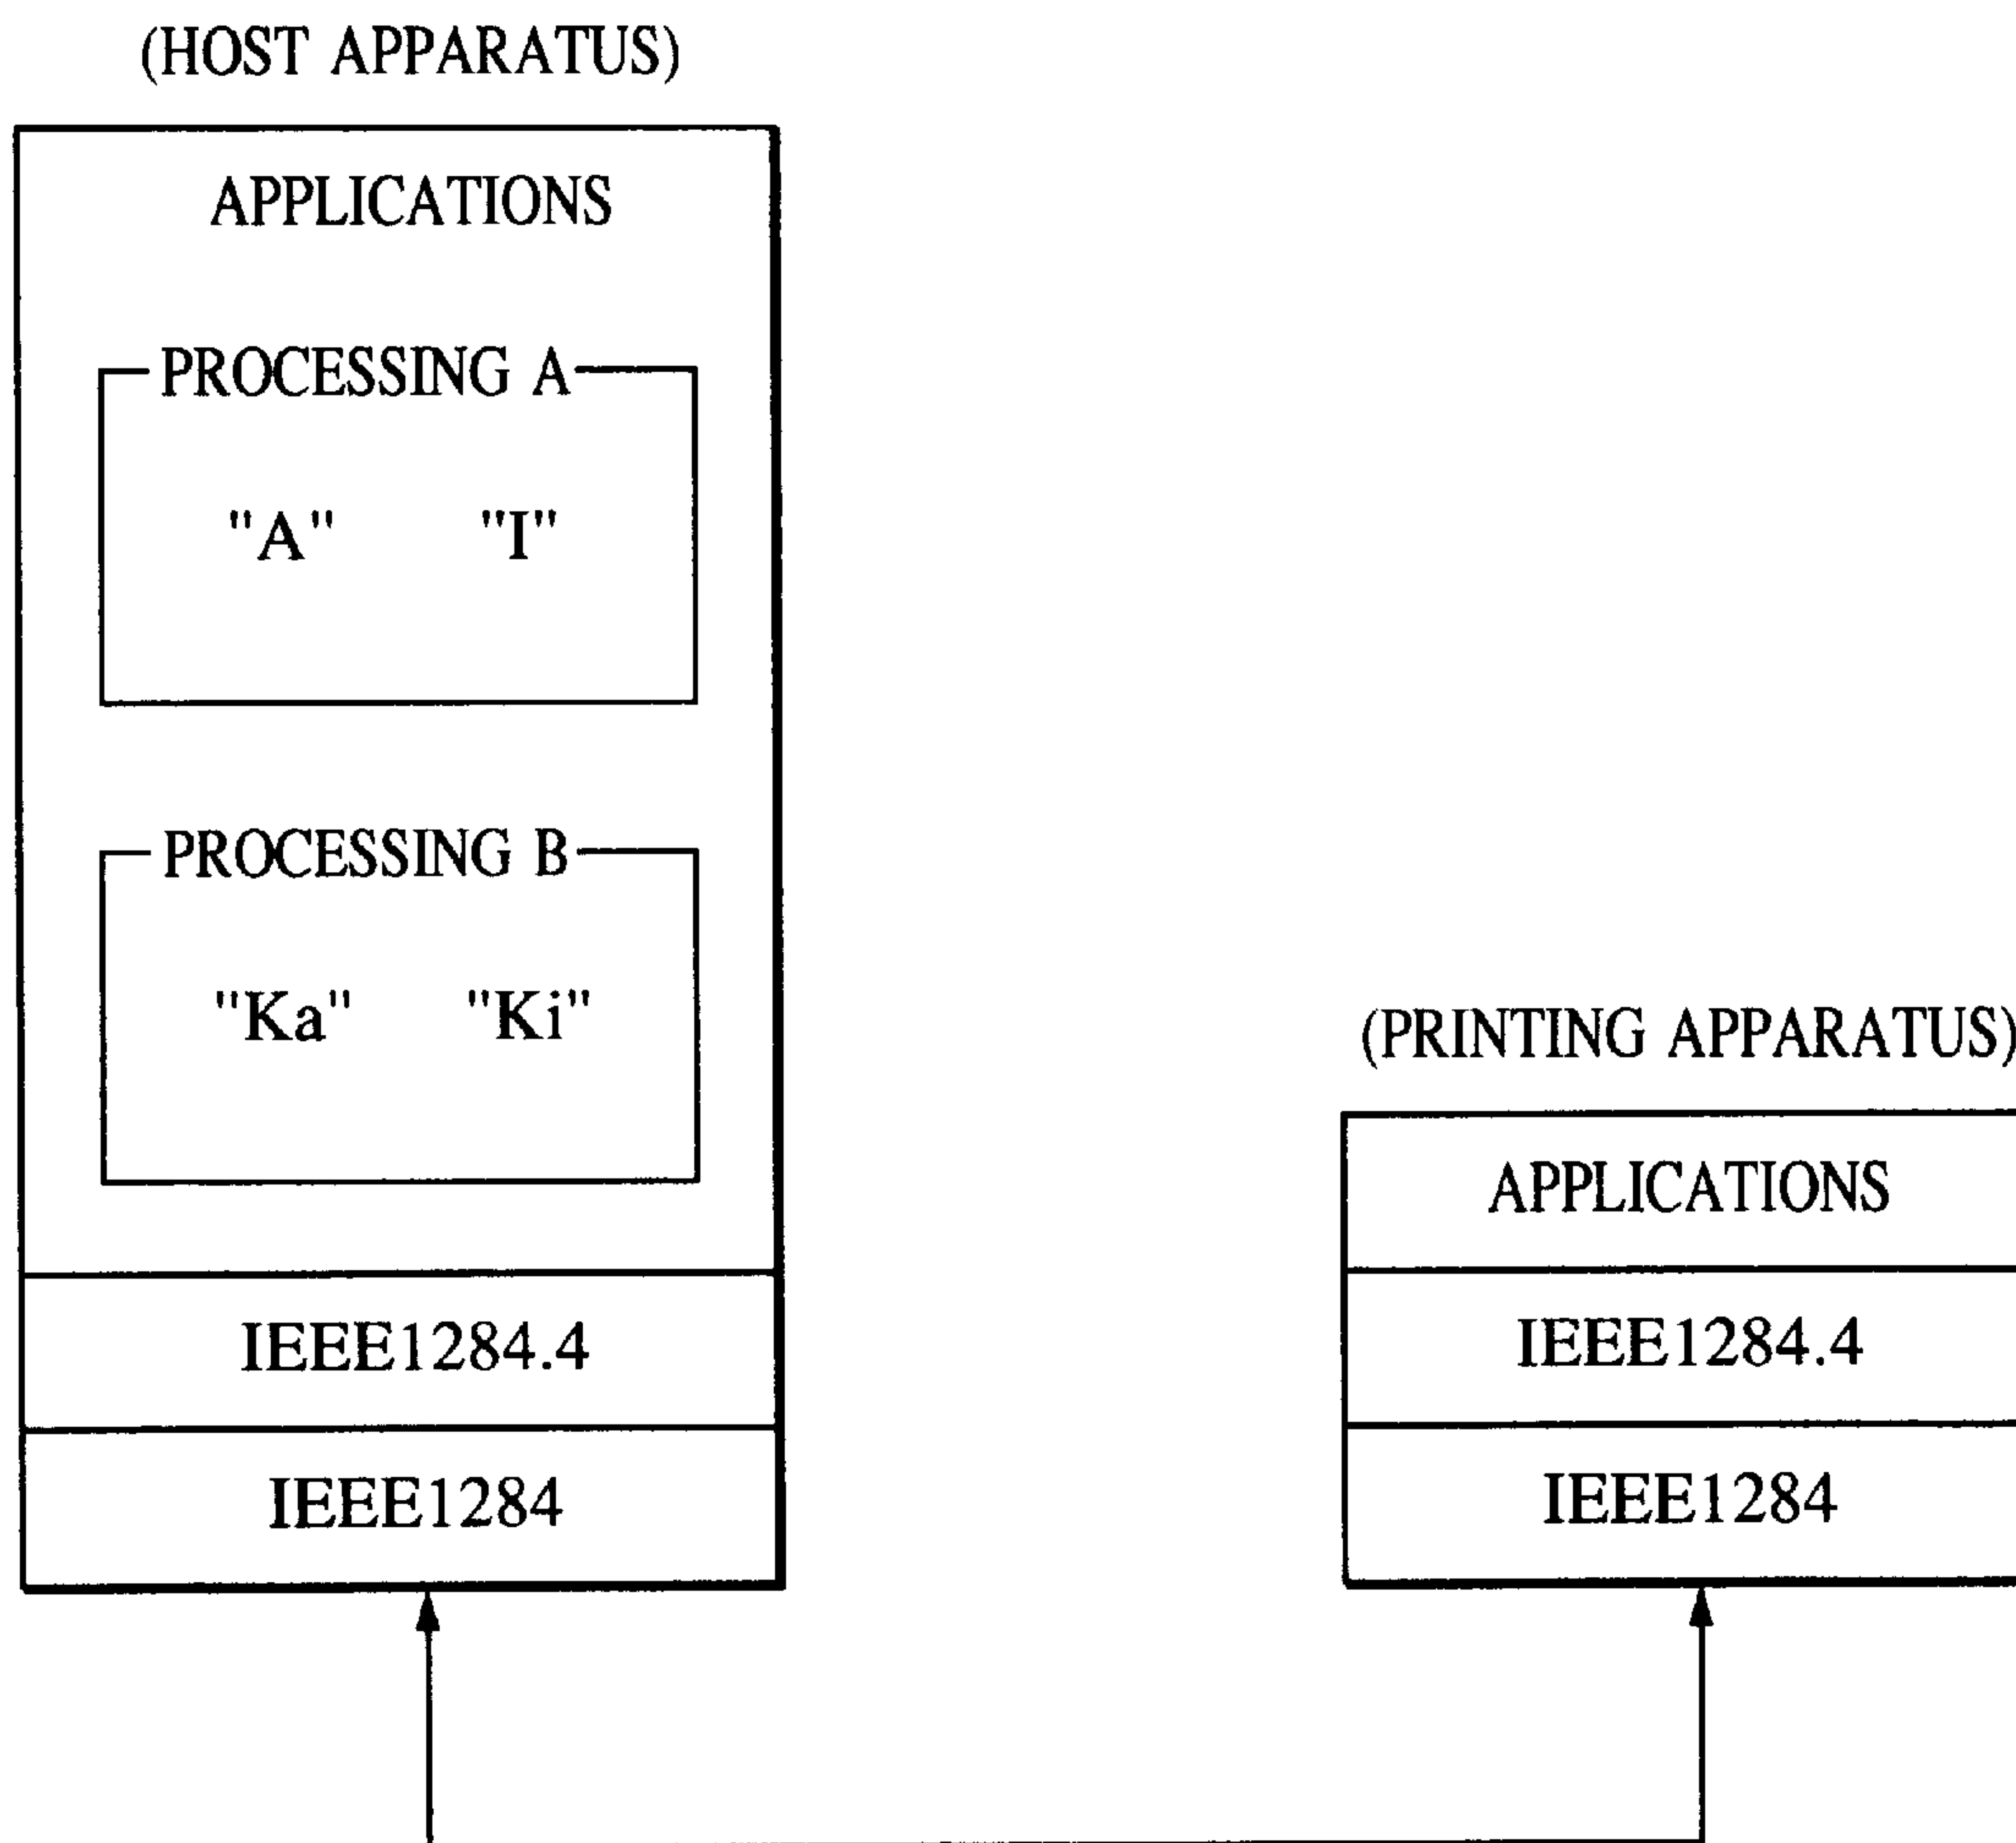 (HOST APPARATUS)
APPLICATIONS
PROCESSING A
"A" "I"
PROCESSING B
"Ka" "Ki"
IEEE1284.4
IEEE1284
(PRINTING APPARATUS)
APPLICATIONS
IEEE1284.4
IEEE1284